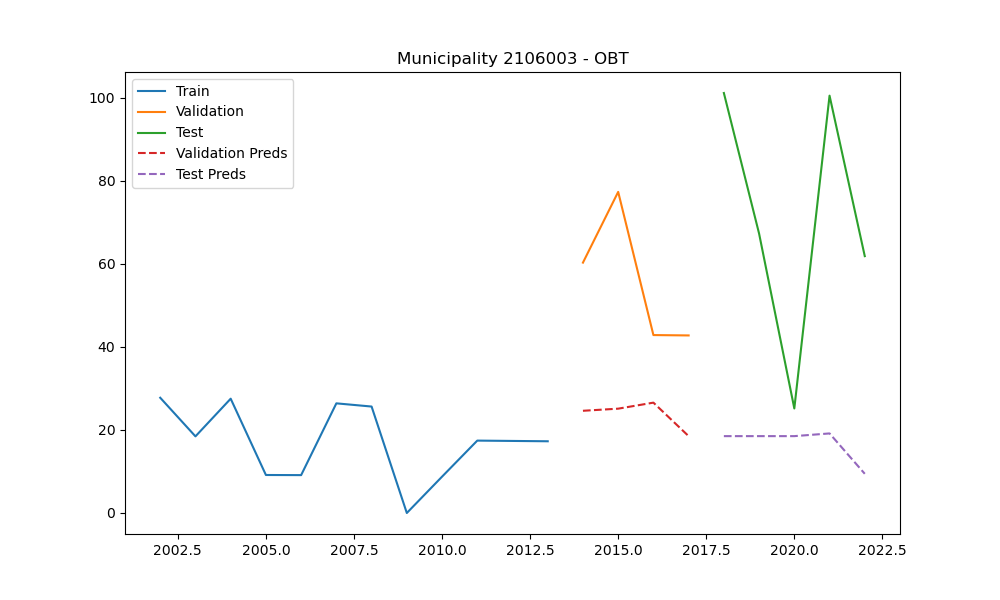 Municipality 2106003 - OBT
Train
Validation
Test
Validation Preds
Test Preds
100
80
60
40
20
0
2002.5 2005.0 2007.5 2010.0 2012.5 2015.0 2017.5 2020.0 2022.5